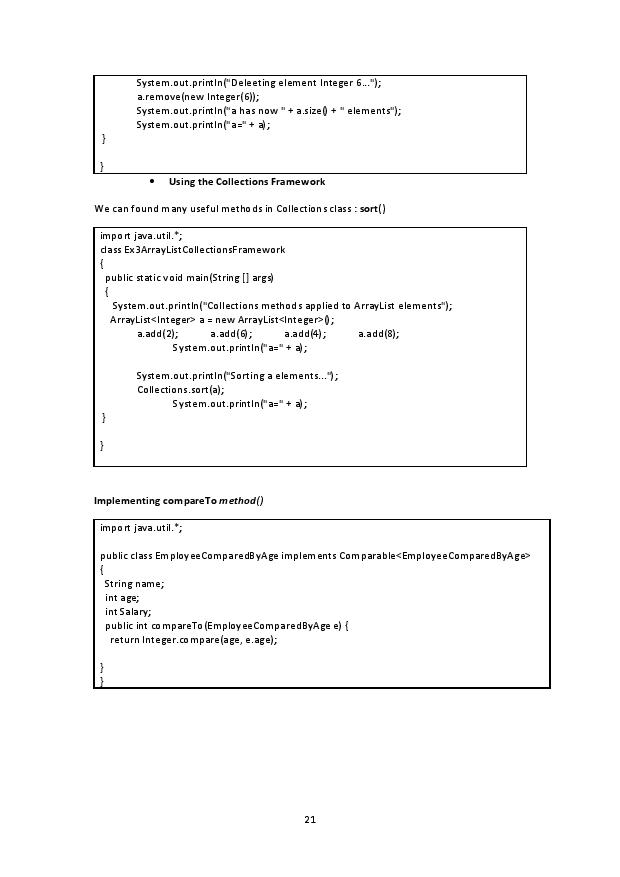 System.out.println("Deleeting element Integer 6...");
a.remove(new Integer(6));
System.out.println("a has now " + a.size() + " elements");
System.out.println("a=" + a);
}
}
• Using the Collections Framework
We can found many useful methods in Collections class : sort()
import java.util.*;
class Ex3ArrayListCollectionsFramework
{
public static void main(String [] args)
{
System.out.println("Collections methods applied to ArrayList elements");
ArrayList<Integer> a = new ArrayList<Integer>();
a.add(2); a.add(6); a.add(4); a.add(8);
System.out.println("a=" + a);
System.out.println("Sorting a elements...");
Collections.sort(a);
System.out.println("a=" + a);
}
}
Implementing compareTo method()
import java.util.*;
public class EmployeeComparedByAge implements Comparable<EmployeeComparedByAge>
{
String name;
int age;
int Salary;
public int compareTo(EmployeeComparedByAge e) {
return Integer.compare(age, e.age);
}
}
21